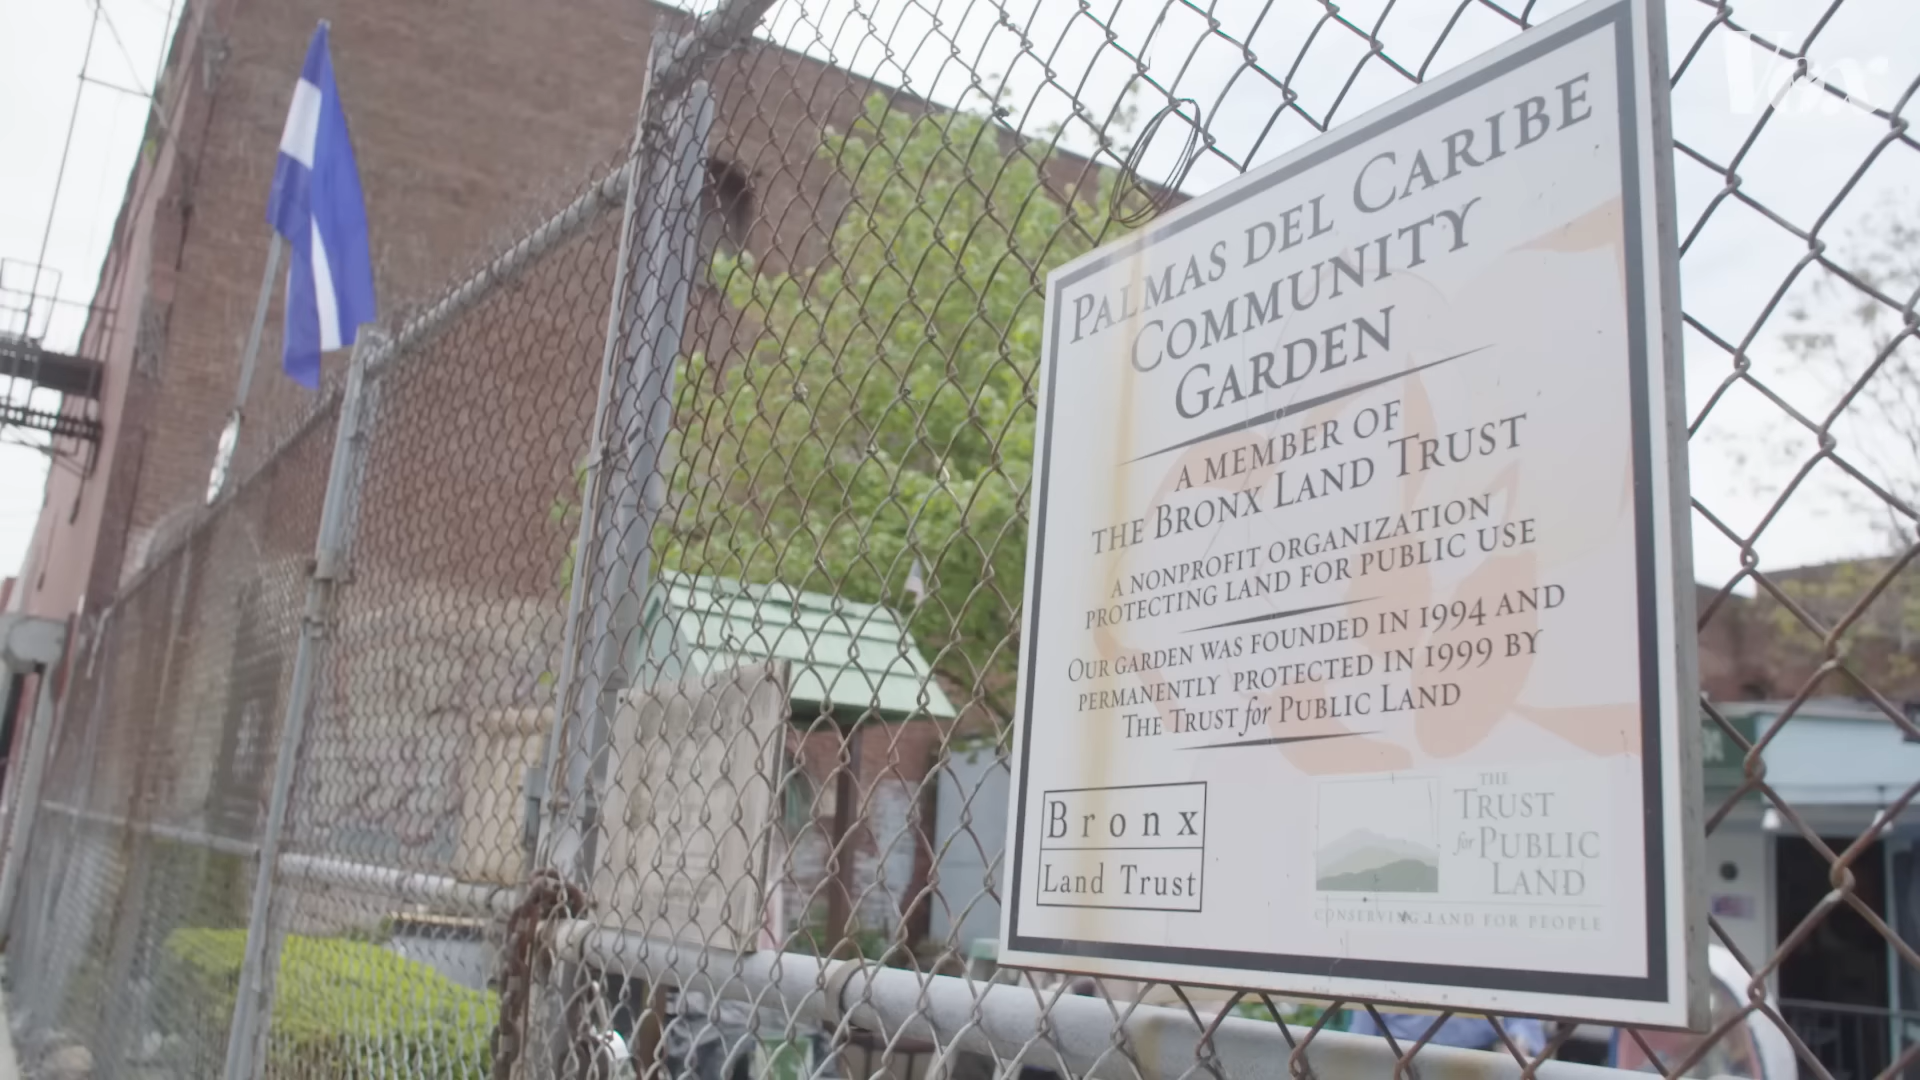 Vox
PALMAS DEL CARIBE
COMMUNITY
GARDEN
A MEMBER OF
THE BRONX LAND TRUST
A NONPROFIT ORGANIZATION
PROTECTING LAND FOR PUBLIC USE
OUR GARDEN WAS FOUNDED IN 1994 AND
PERMANENTLY PROTECTED IN 1999 BY
THE TRUST for PUBLIC LAND
Bronx
Land Trust
THE
TRUST
for PUBLIC
LAND
CONSERVING LAND FOR PEOPLE